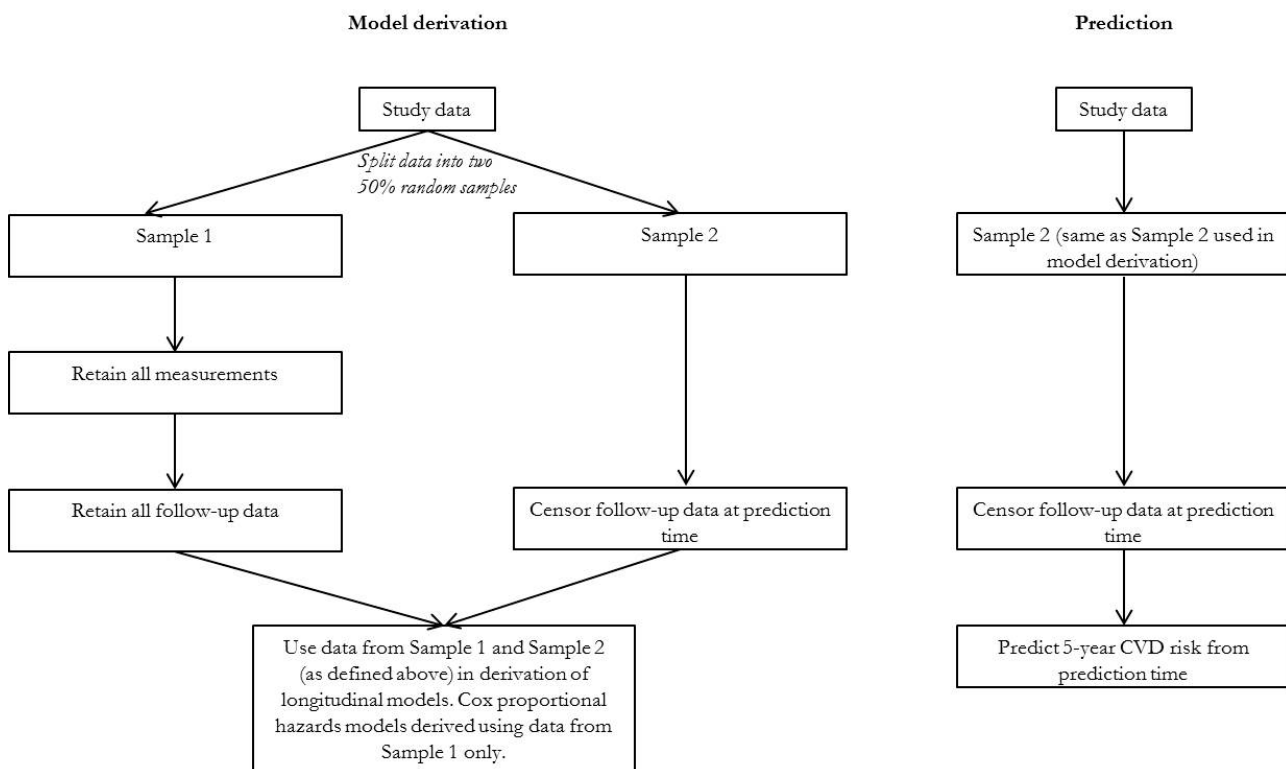 Model derivation
Study data
Split data into two
50% random samples
Sample 1
Sample 2
Retain all measurements
Retain all follow-up data
Censor follow-up data at prediction
time
Use data from Sample 1 and Sample 2
(as defined above) in derivation of
longitudinal models. Cox proportional
hazards models derived using data from
Sample 1 only.
Prediction
Study data
Sample 2 (same as Sample 2 used in
model derivation)
Censor follow-up data at prediction
time
Predict 5-year CVD risk from
prediction time